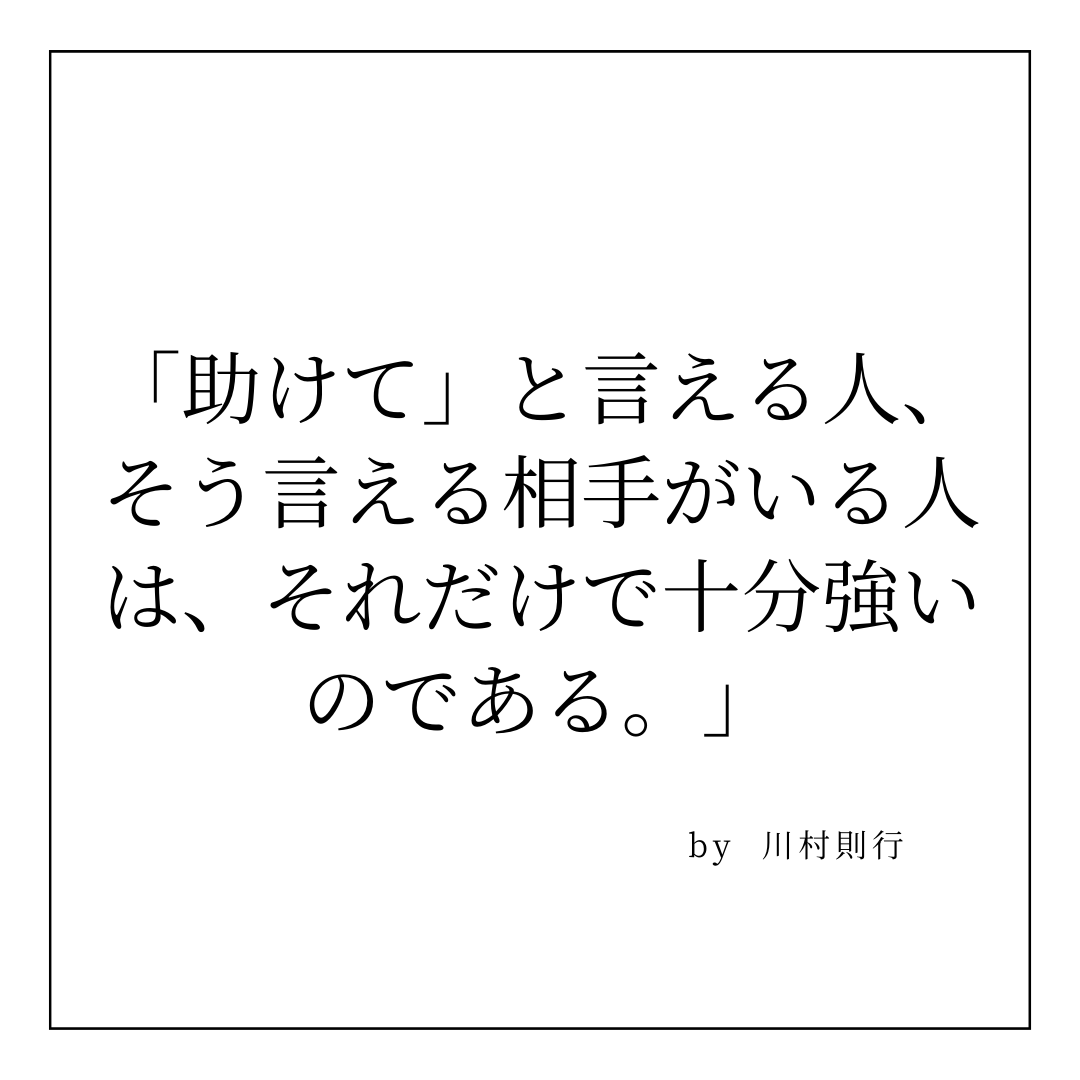 「助けて」と言える人、
そう言える相手がいる人
は、それだけで十分強い
のである。」
by 川村則行